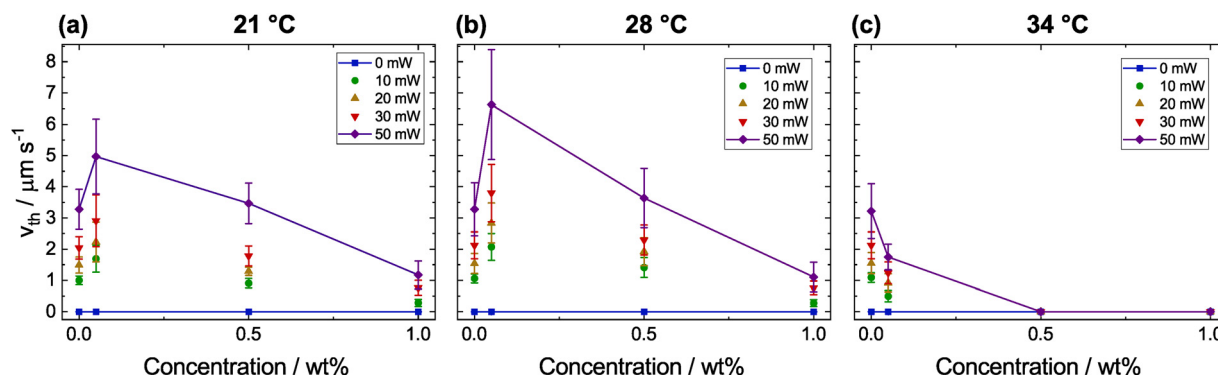 (a) 21 °C (b) 28 °C (c) 34 °C
v_th / μm s⁻¹
8
7
6
5
4
3
2
1
0
0 mW
10 mW
20 mW
30 mW
50 mW
0 mW
10 mW
20 mW
30 mW
50 mW
0 mW
10 mW
20 mW
30 mW
50 mW
0.0 0.5 1.0 0.0 0.5 1.0 0.0 0.5 1.0
Concentration / wt% Concentration / wt% Concentration / wt%